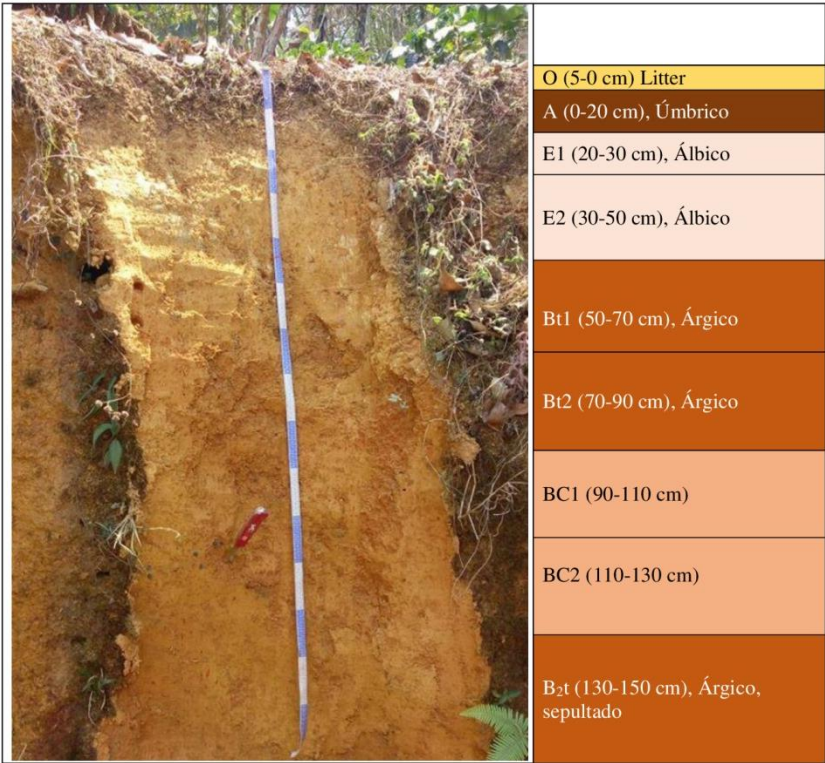 O (5-0 cm) Litter
A (0-20 cm), Úmbrico
E1 (20-30 cm), Álbico
E2 (30-50 cm), Álbico
Bt1 (50-70 cm), Árgico
Bt2 (70-90 cm), Árgico
BC1 (90-110 cm)
BC2 (110-130 cm)
B₂t (130-150 cm), Árgico,
sepultado